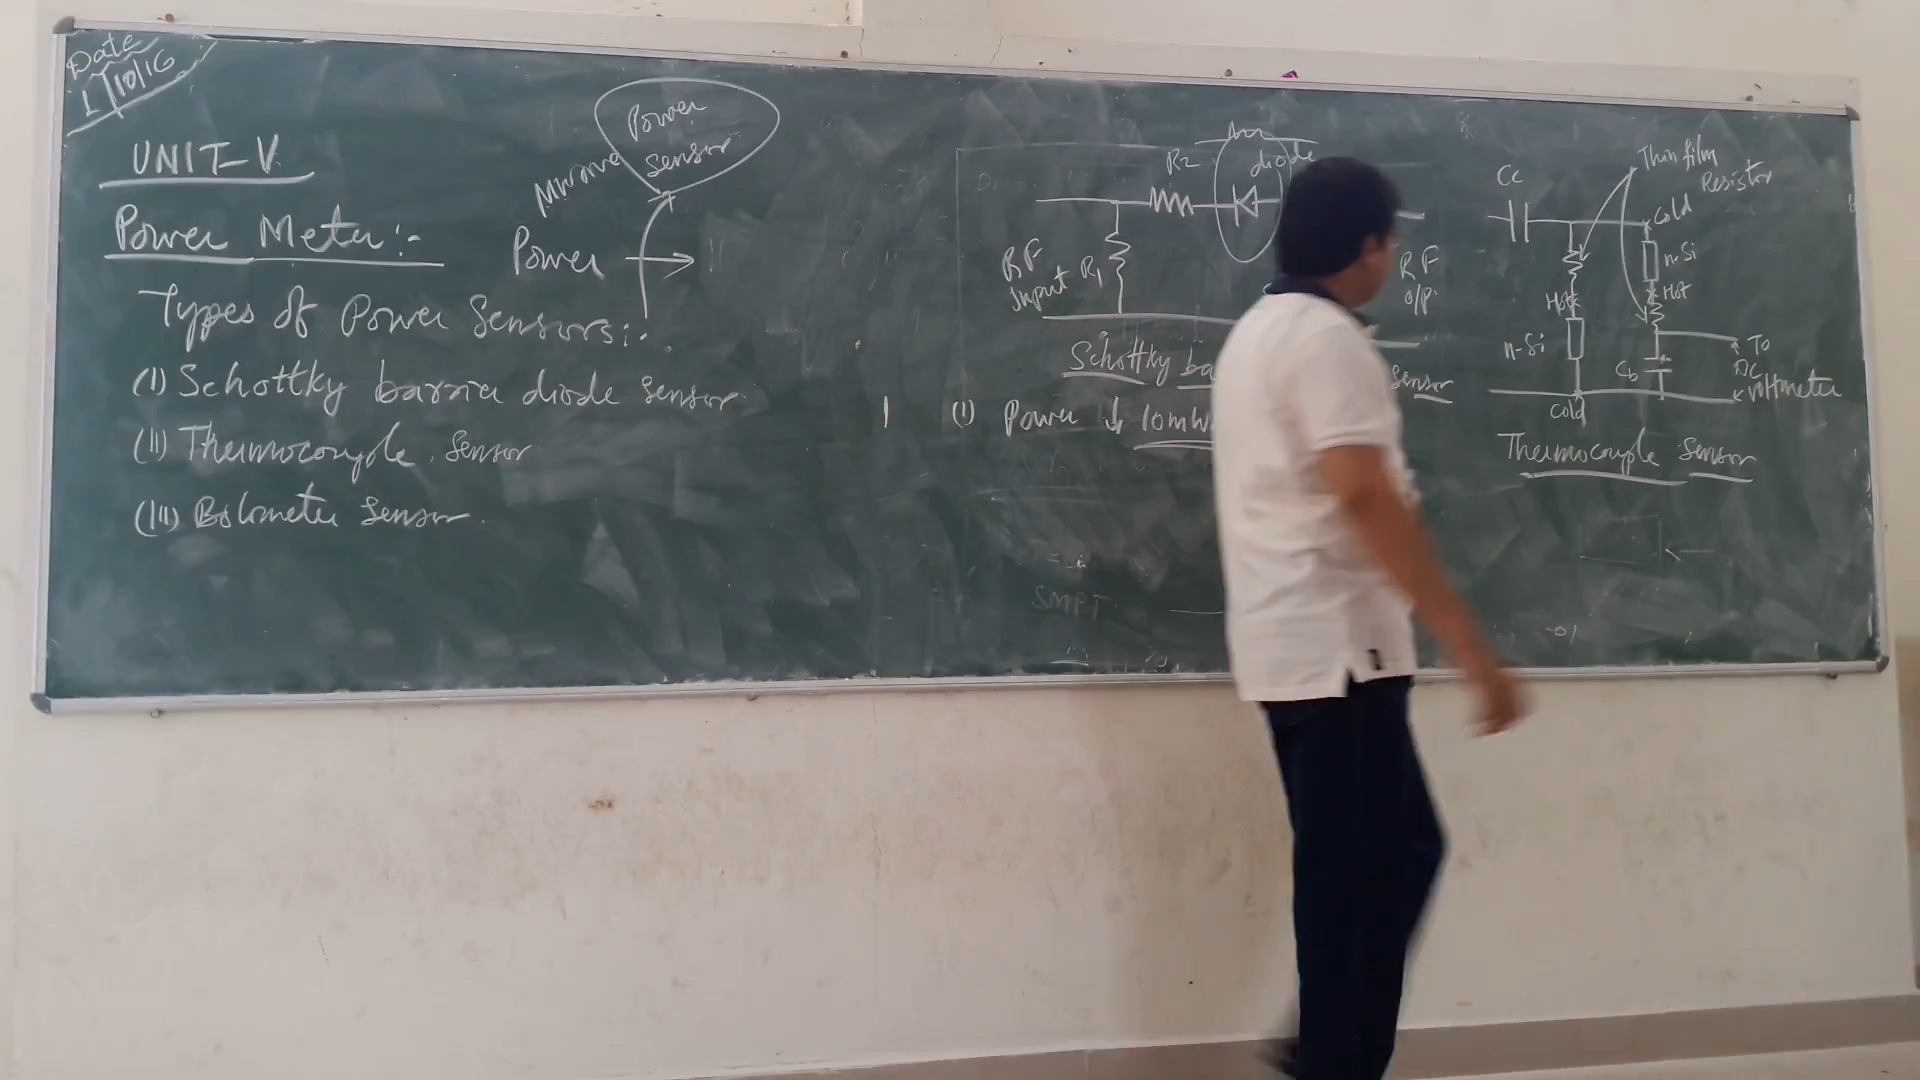 Date
1/10/16
UNIT-V
Power Meter:-
Power
sensor
Mwave
Power
Types of Power Sensors:-
(I) Schottky barrier diode sensor
(II) Thermocouple sensor
(III) Bolometer sensor.
R2
diode
RF
Input
R1
RF
o/p
Schottky ba
sensor
(I) Power ↓ 10mW
SMPT
Cc
Thin film
Resistor
Cold
n-Si
Hot
Hot
n-Si
Cb
To
DC
voltmeter
Cold
Thermocouple Sensor